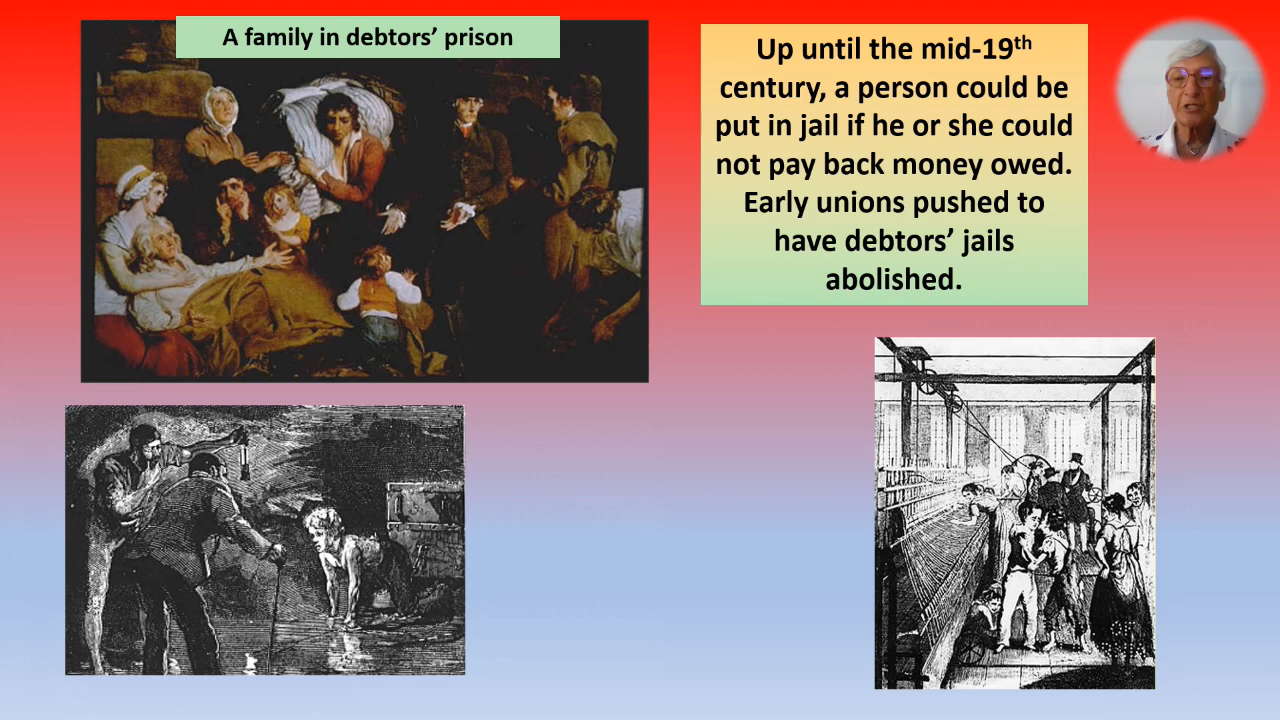 A family in debtors’ prison
Up until the mid-19th
century, a person could be
put in jail if he or she could
not pay back money owed.
Early unions pushed to
have debtors’ jails
abolished.